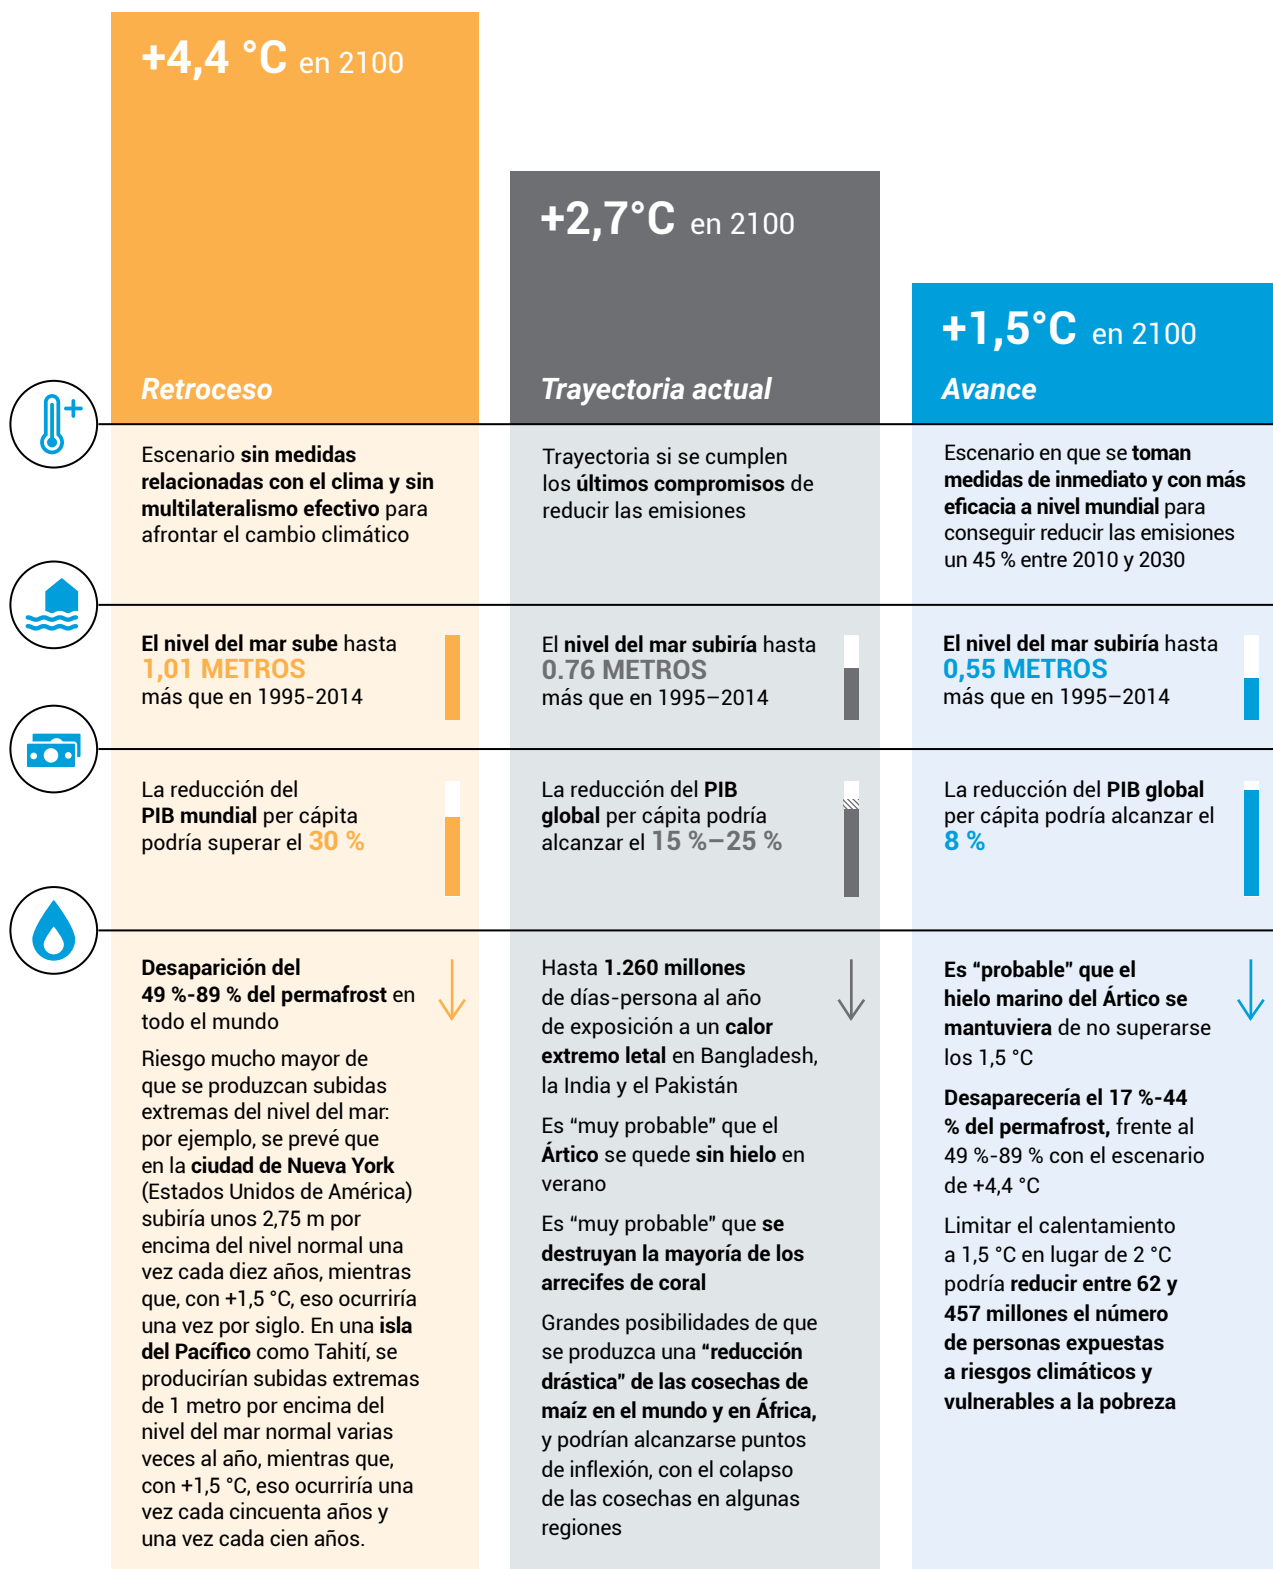 +4,4 °C en 2100
Retroceso
Escenario sin medidas
relacionadas con el clima y sin
multilateralismo efectivo para
afrontar el cambio climático
El nivel del mar sube hasta
1,01 METROS
más que en 1995-2014
La reducción del
PIB mundial per cápita
podría superar el 30 %
Desaparición del
49 %-89 % del permafrost en
todo el mundo
Riesgo mucho mayor de
que se produzcan subidas
extremas del nivel del mar:
por ejemplo, se prevé que
en la ciudad de Nueva York
(Estados Unidos de América)
subiría unos 2,75 m por
encima del nivel normal una
vez cada diez años, mientras
que, con +1,5 °C, eso ocurriría
una vez por siglo. En una isla
del Pacífico como Tahití, se
producirían subidas extremas
de 1 metro por encima del
nivel del mar normal varias
veces al año, mientras que,
con +1,5 °C, eso ocurriría una
vez cada cincuenta años y
una vez cada cien años.
+2,7°C en 2100
Trayectoria actual
Trayectoria si se cumplen
los últimos compromisos de
reducir las emisiones
El nivel del mar subiría hasta
0.76 METROS
más que en 1995–2014
La reducción del PIB
global per cápita podría
alcanzar el 15 %–25 %
Hasta 1.260 millones
de días-persona al año
de exposición a un calor
extremo letal en Bangladesh,
la India y el Pakistán
Es “muy probable” que el
Ártico se quede sin hielo en
verano
Es “muy probable” que se
destruyan la mayoría de los
arrecifes de coral
Grandes posibilidades de que
se produzca una “reducción
drástica” de las cosechas de
maíz en el mundo y en África,
y podrían alcanzarse puntos
de inflexión, con el colapso
de las cosechas en algunas
regiones
+1,5°C en 2100
Avance
Escenario en que se toman
medidas de inmediato y con más
eficacia a nivel mundial para
conseguir reducir las emisiones
un 45 % entre 2010 y 2030
El nivel del mar subiría hasta
0,55 METROS
más que en 1995–2014
La reducción del PIB global
per cápita podría alcanzar el
8 %
Es “probable” que el
hielo marino del Ártico se
mantuviera de no superarse
los 1,5 °C
Desaparecería el 17 %-44
% del permafrost, frente al
49 %-89 % con el escenario
de +4,4 °C
Limitar el calentamiento
a 1,5 °C en lugar de 2 °C
podría reducir entre 62 y
457 millones el número
de personas expuestas
a riesgos climáticos y
vulnerables a la pobreza